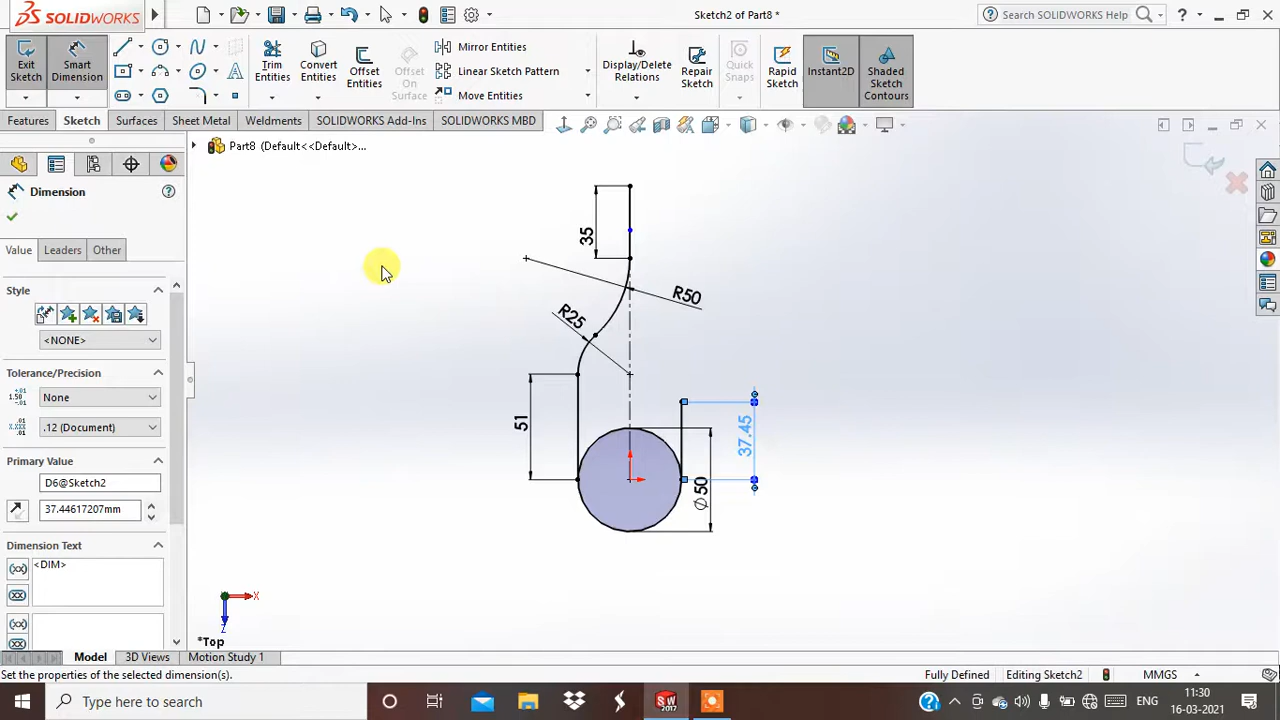 SOLIDWORKS
Sketch2 of Part8 *
Search SOLIDWORKS Help
Exit Sketch
Smart Dimension
Trim Entities
Convert Entities
Offset Entities
Offset On Surface
Mirror Entities
Linear Sketch Pattern
Move Entities
Display/Delete Relations
Repair Sketch
Quick Snaps
Rapid Sketch
Instant2D
Shaded Sketch Contours
Features
Sketch
Surfaces
Sheet Metal
Weldments
SOLIDWORKS Add-Ins
SOLIDWORKS MBD
Part8 (Default<<Default>...
Dimension
Value
Leaders
Other
Style
<NONE>
Tolerance/Precision
None
.12 (Document)
Primary Value
D6@Sketch2
37.44617207mm
Dimension Text
<DIM>
35
R50
R25
51
37.45
∅50
X
Z
*Top
Model
3D Views
Motion Study 1
Set the properties of the selected dimension(s).
Fully Defined
Editing Sketch2
MMGS
Type here to search
ENG
11:30
16-03-2021